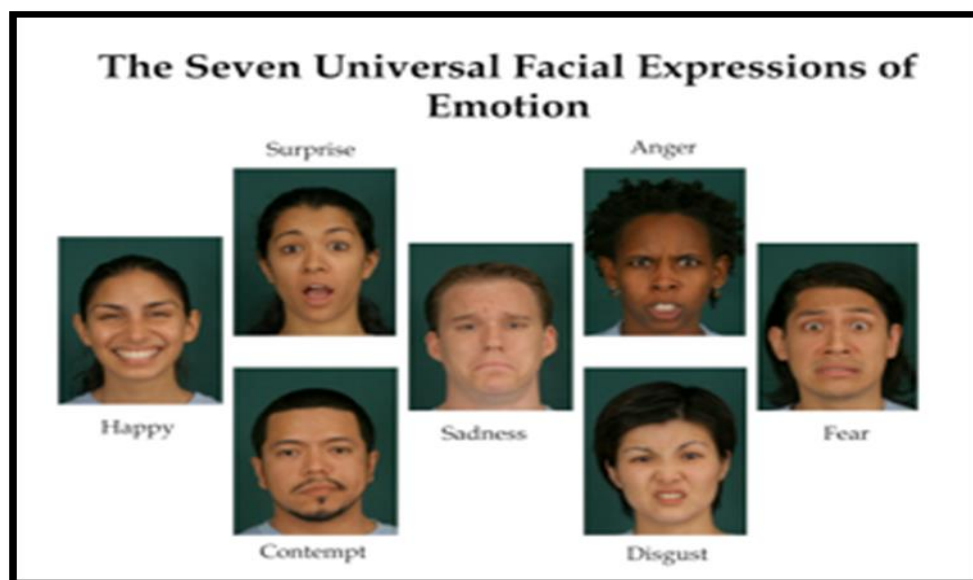 The Seven Universal Facial Expressions of
Emotion
Surprise
Anger
Happy
Sadness
Fear
Contempt
Disgust